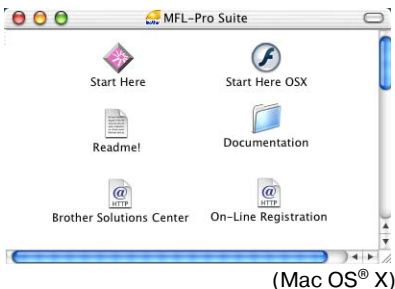 MFL-Pro Suite
Start Here
Start Here OSX
Readme!
Documentation
@
HTTP
@
HTTP
Brother Solutions Center
On-Line Registration
(Mac OS® X)